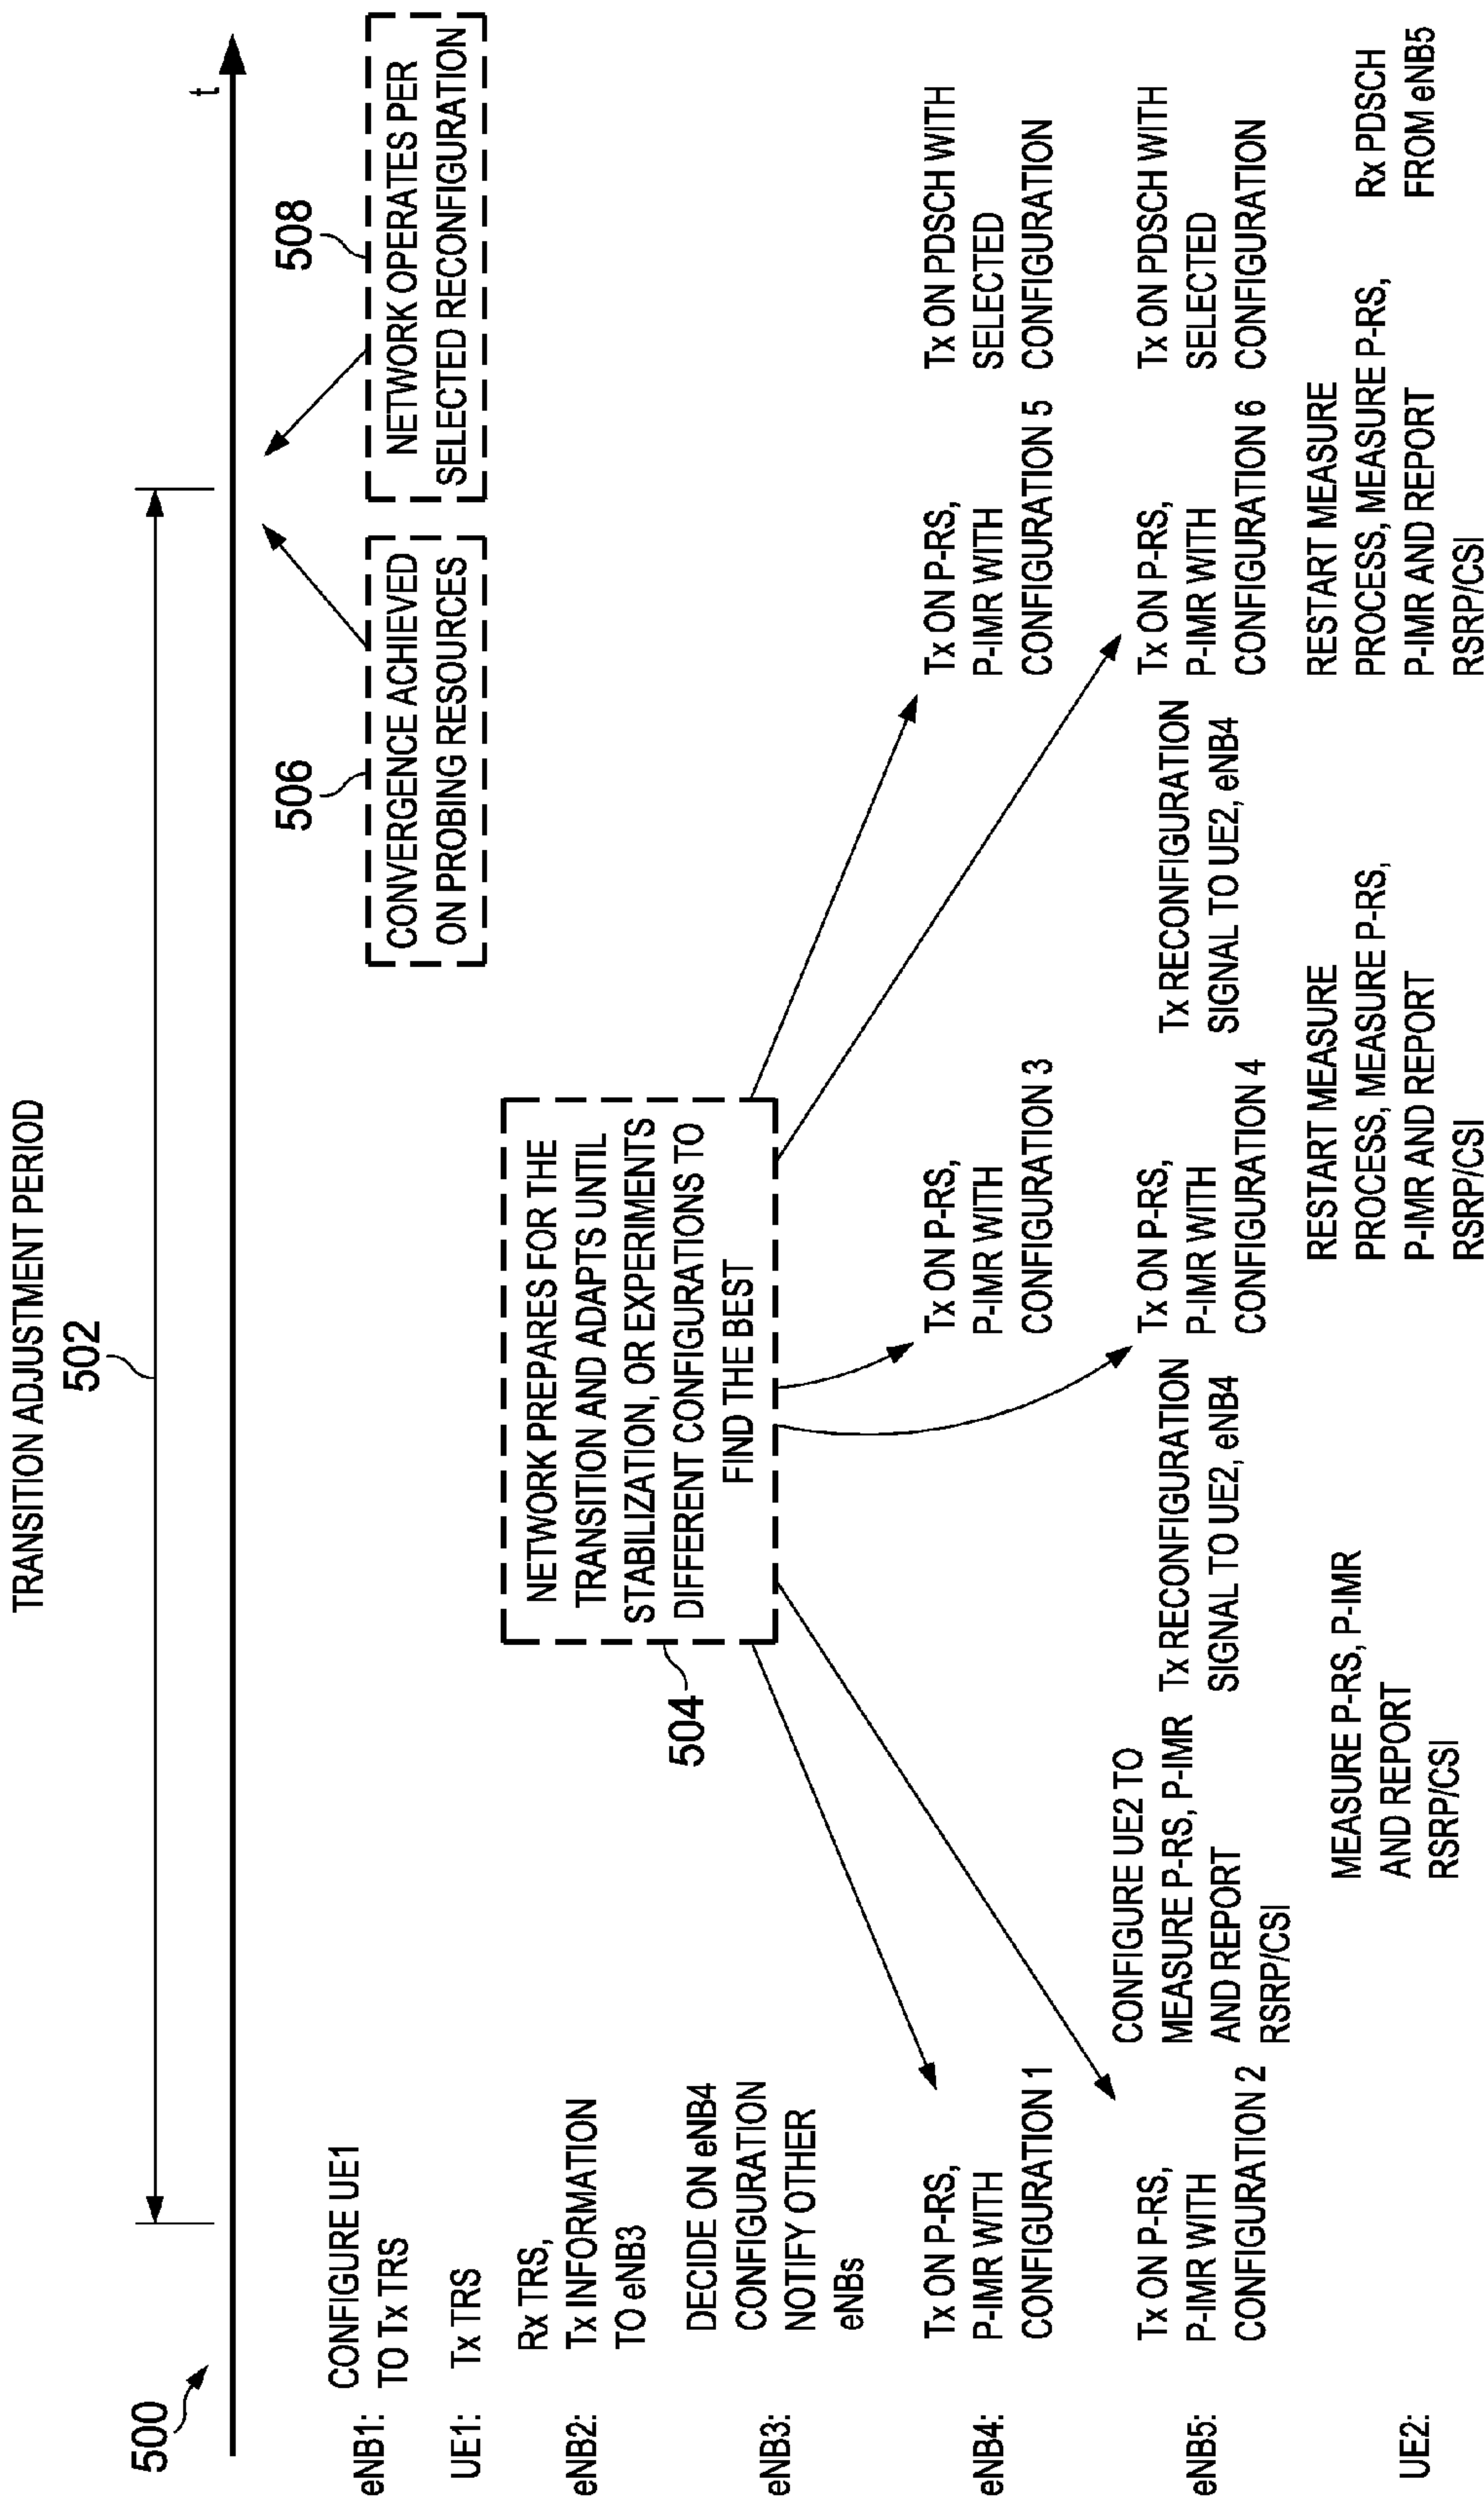 TRANSITION ADJUSTMENT PERIOD
502
500
t
506
508
CONVERGENCE ACHIEVED
ON PROBING RESOURCES
NETWORK OPERATES PER
SELECTED RECONFIGURATION
504
NETWORK PREPARES FOR THE
TRANSITION AND ADAPTS UNTIL
STABILIZATION, OR EXPERIMENTS
DIFFERENT CONFIGURATIONS TO
FIND THE BEST
eNB1:
CONFIGURE UE1
TO Tx TRS
UE1:
Tx TRS
eNB2:
Rx TRS,
Tx INFORMATION
TO eNB3
eNB3:
DECIDE ON eNB4
CONFIGURATION
NOTIFY OTHER
eNBs
eNB4:
Tx ON P-RS,
P-IMR WITH
CONFIGURATION 1
Tx ON P-RS,
P-IMR WITH
CONFIGURATION 3
Tx ON P-RS,
P-IMR WITH
CONFIGURATION 5
Tx ON PDSCH WITH
SELECTED
CONFIGURATION
eNB5:
Tx ON P-RS,
P-IMR WITH
CONFIGURATION 2
CONFIGURE UE2 TO
MEASURE P-RS, P-IMR
AND REPORT
RSRP/CSI
Tx RECONFIGURATION
SIGNAL TO UE2, eNB4
Tx ON P-RS,
P-IMR WITH
CONFIGURATION 4
Tx RECONFIGURATION
SIGNAL TO UE2, eNB4
Tx ON P-RS,
P-IMR WITH
CONFIGURATION 6
Tx ON PDSCH WITH
SELECTED
CONFIGURATION
UE2:
MEASURE P-RS, P-IMR
AND REPORT
RSRP/CSI
RESTART MEASURE
PROCESS, MEASURE P-RS,
P-IMR AND REPORT
RSRP/CSI
RESTART MEASURE
PROCESS, MEASURE P-RS,
P-IMR AND REPORT
RSRP/CSI
Rx PDSCH
FROM eNB5